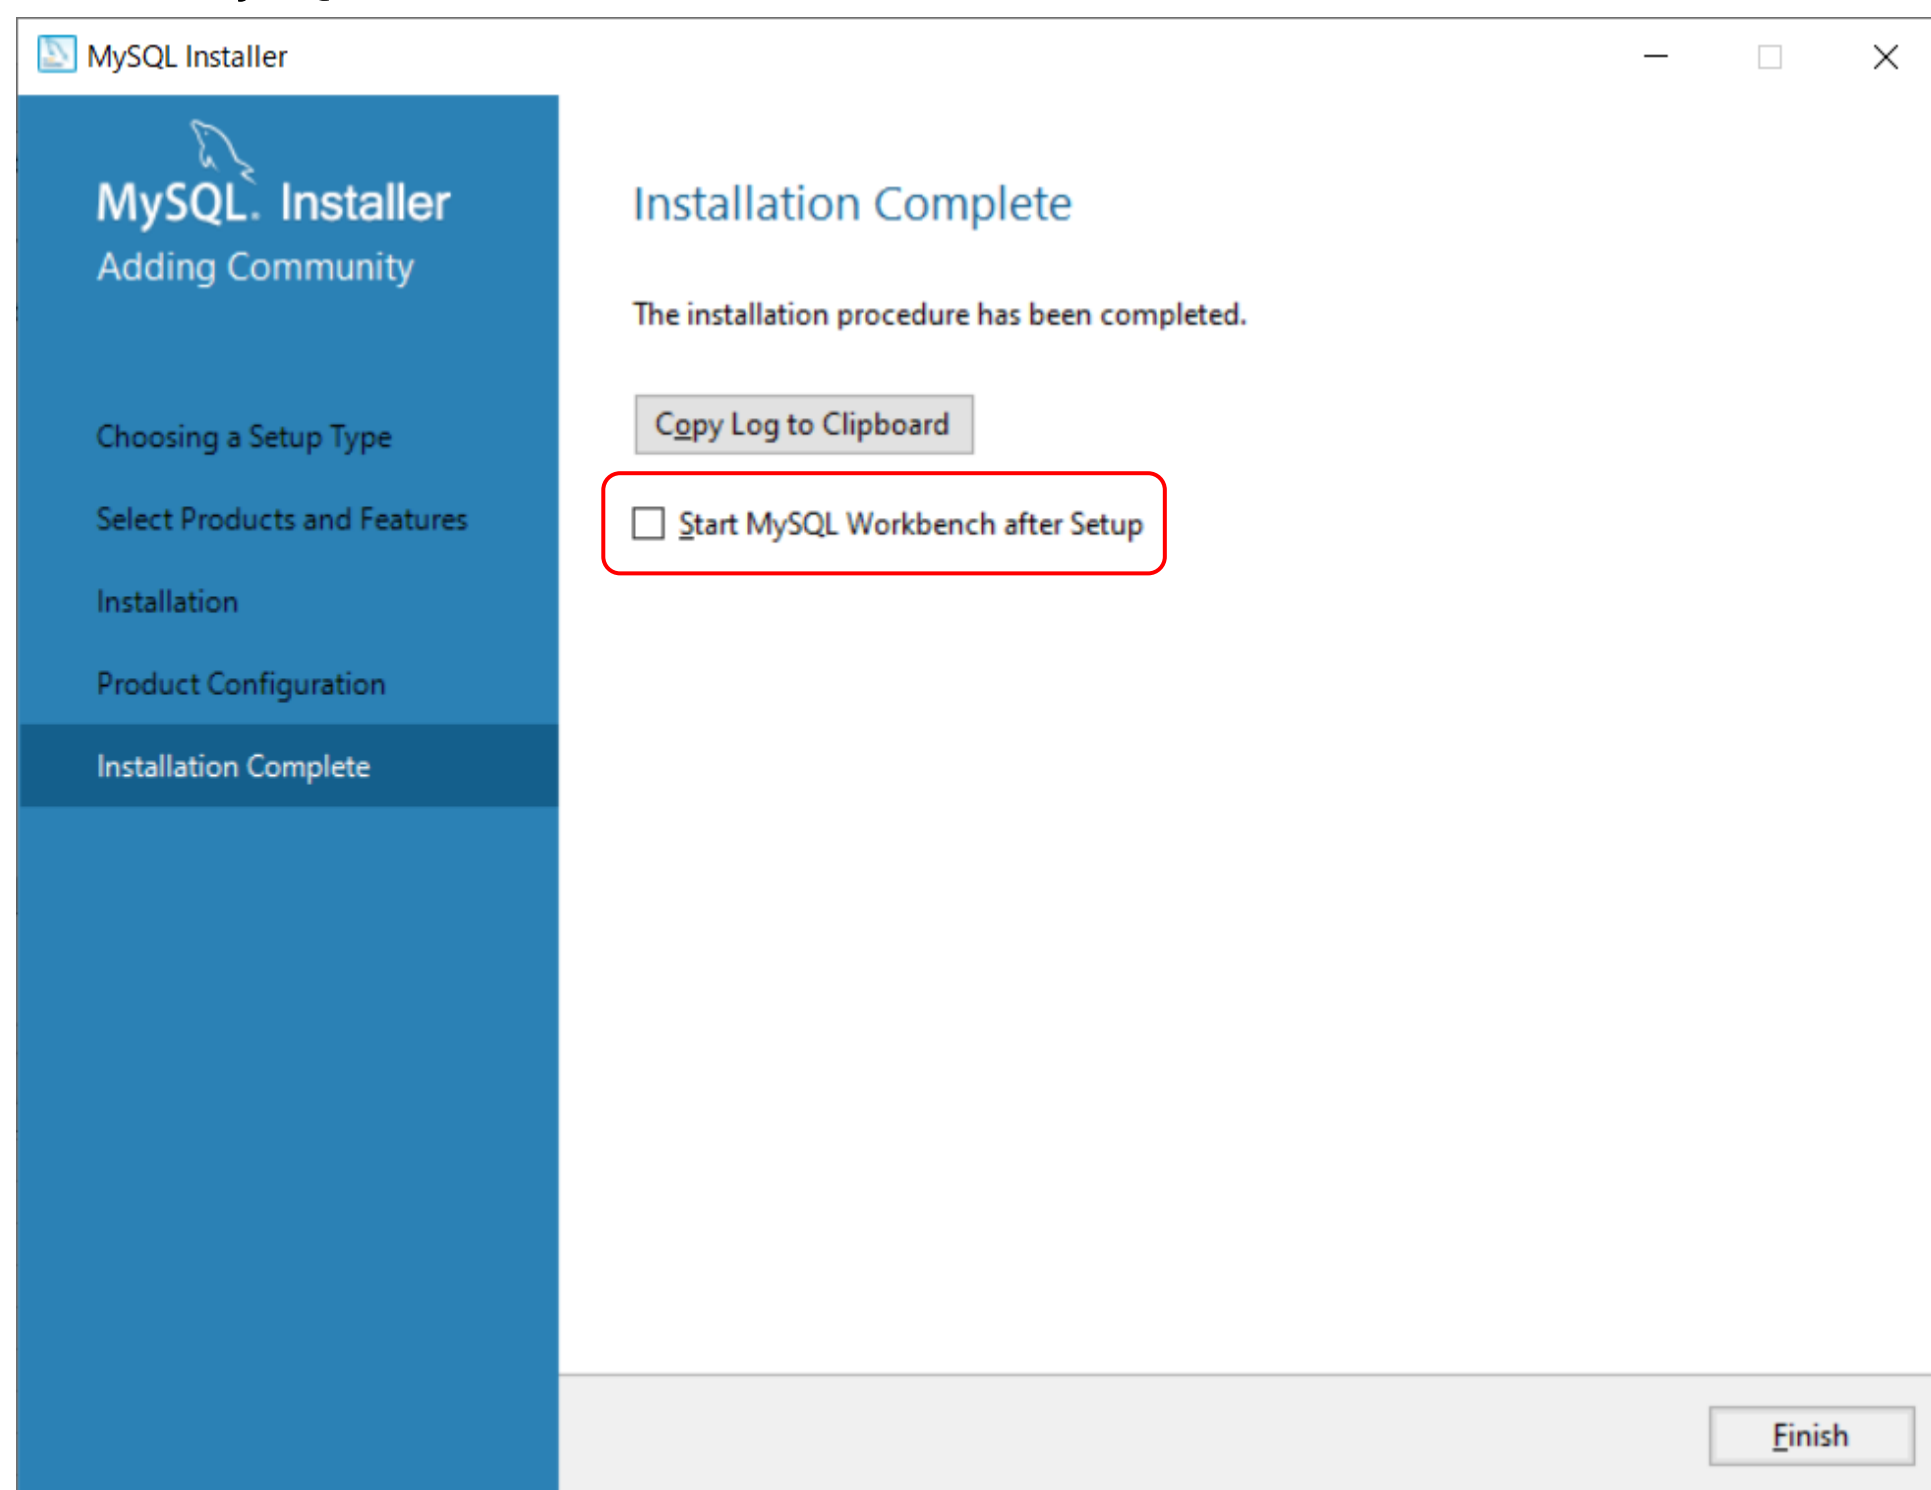 MySQL Installer
MySQL. Installer
Adding Community
Choosing a Setup Type
Select Products and Features
Installation
Product Configuration
Installation Complete
Installation Complete
The installation procedure has been completed.
Copy Log to Clipboard
Start MySQL Workbench after Setup
Finish